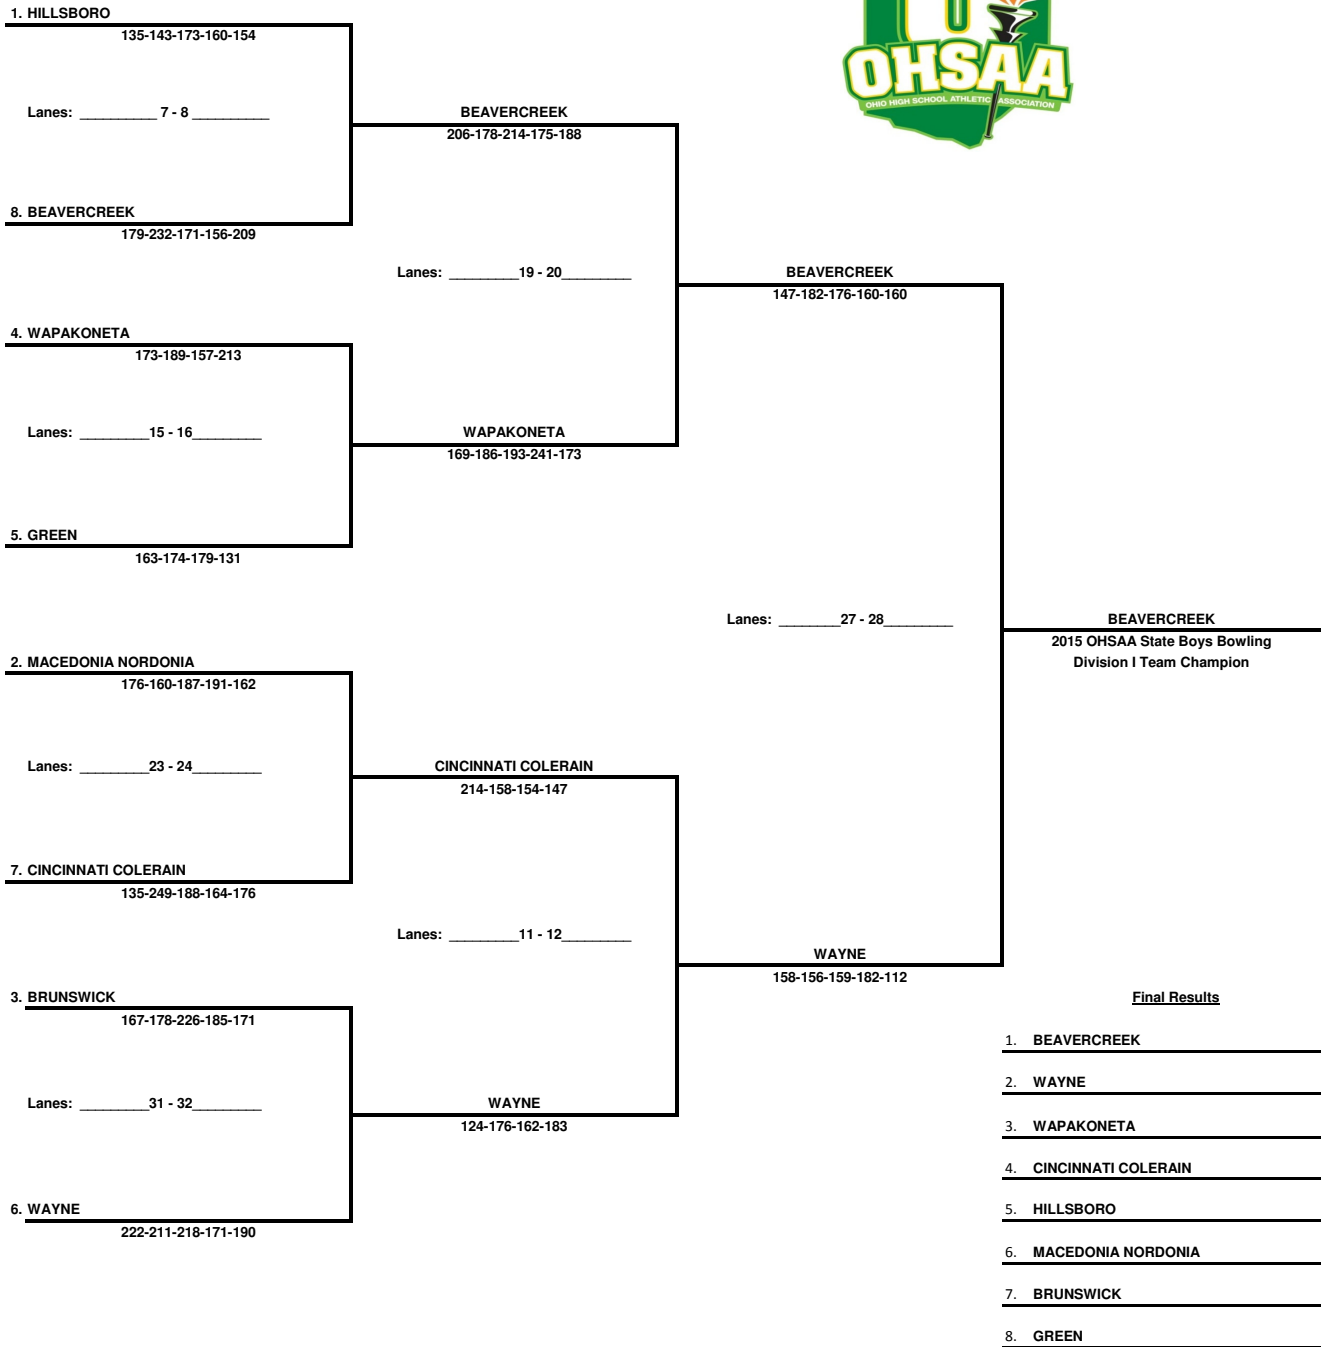 1. HILLSBORO
135-143-173-160-154
Lanes: __________ 7 - 8 __________
8. BEAVERCREEK
179-232-171-156-209
BEAVERCREEK
206-178-214-175-188
Lanes: _________19 - 20_________
4. WAPAKONETA
173-189-157-213
Lanes: _________15 - 16_________
5. GREEN
163-174-179-131
WAPAKONETA
169-186-193-241-173
BEAVERCREEK
147-182-176-160-160
Lanes: ________27 - 28_________
2. MACEDONIA NORDONIA
176-160-187-191-162
Lanes: _________23 - 24_________
7. CINCINNATI COLERAIN
135-249-188-164-176
CINCINNATI COLERAIN
214-158-154-147
Lanes: _________11 - 12_________
3. BRUNSWICK
167-178-226-185-171
Lanes: _________31 - 32_________
6. WAYNE
222-211-218-171-190
WAYNE
124-176-162-183
WAYNE
158-156-159-182-112
OHSAA
OHIO HIGH SCHOOL ATHLETIC ASSOCIATION
BEAVERCREEK
2015 OHSAA State Boys Bowling
Division I Team Champion
Final Results
1. BEAVERCREEK
2. WAYNE
3. WAPAKONETA
4. CINCINNATI COLERAIN
5. HILLSBORO
6. MACEDONIA NORDONIA
7. BRUNSWICK
8. GREEN